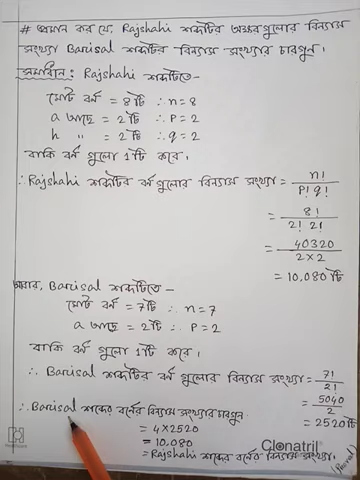 # প্রমান কর যে, Rajshahi শব্দটির অক্ষরগুলোর বিন্যাস
সংখ্যা Barisal শব্দটির বিন্যাস সংখ্যার চারগুন।
সমাধান: Rajshahi শব্দটিতে—
মোট বর্ন = 8টি ∴ n = 8
a আছে = 2টি ∴ P = 2
h " = 2টি ∴ q = 2
বাকি বর্ন গুলো 1টি করে।
∴ Rajshahi শব্দটির বর্ন গুলোর বিন্যাস সংখ্যা = n! / P! q!
= 8! / 2! 2!
= 40320 / 2 × 2
= 10,080 টি
আবার, Barisal শব্দটিতে—
মোট বর্ন = 7টি ∴ n = 7
a আছে = 2টি ∴ P = 2
বাকি বর্ন গুলো 1টি করে।
∴ Barisal শব্দটির বর্ন গুলোর বিন্যাস সংখ্যা = 7! / 2!
= 5040 / 2
= 2520 টি
∴ Barisal শব্দের বর্নের বিন্যাস সংখ্যার চারগুন
= 4 × 2520
= 10,080
= Rajshahi শব্দের বর্নের বিন্যাস সংখ্যা।
Clonatril